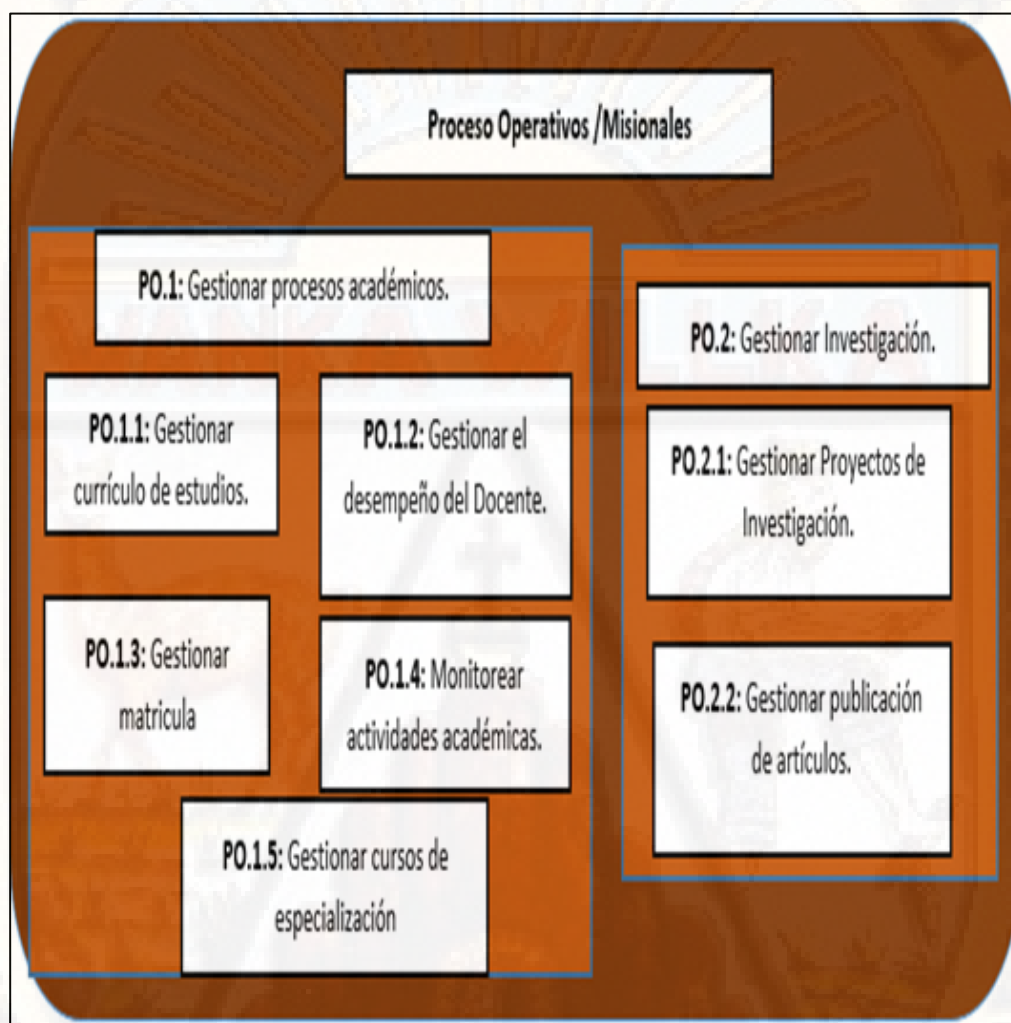 Proceso Operativos /Misionales
PO.1: Gestionar procesos académicos.
PO.1.1: Gestionar
currículo de estudios.
PO.1.2: Gestionar el
desempeño del Docente.
PO.1.3: Gestionar
matricula
PO.1.4: Monitorear
actividades académicas.
PO.1.5: Gestionar cursos de
especialización
PO.2: Gestionar Investigación.
PO.2.1: Gestionar Proyectos de
Investigación.
PO.2.2: Gestionar publicación
de artículos.